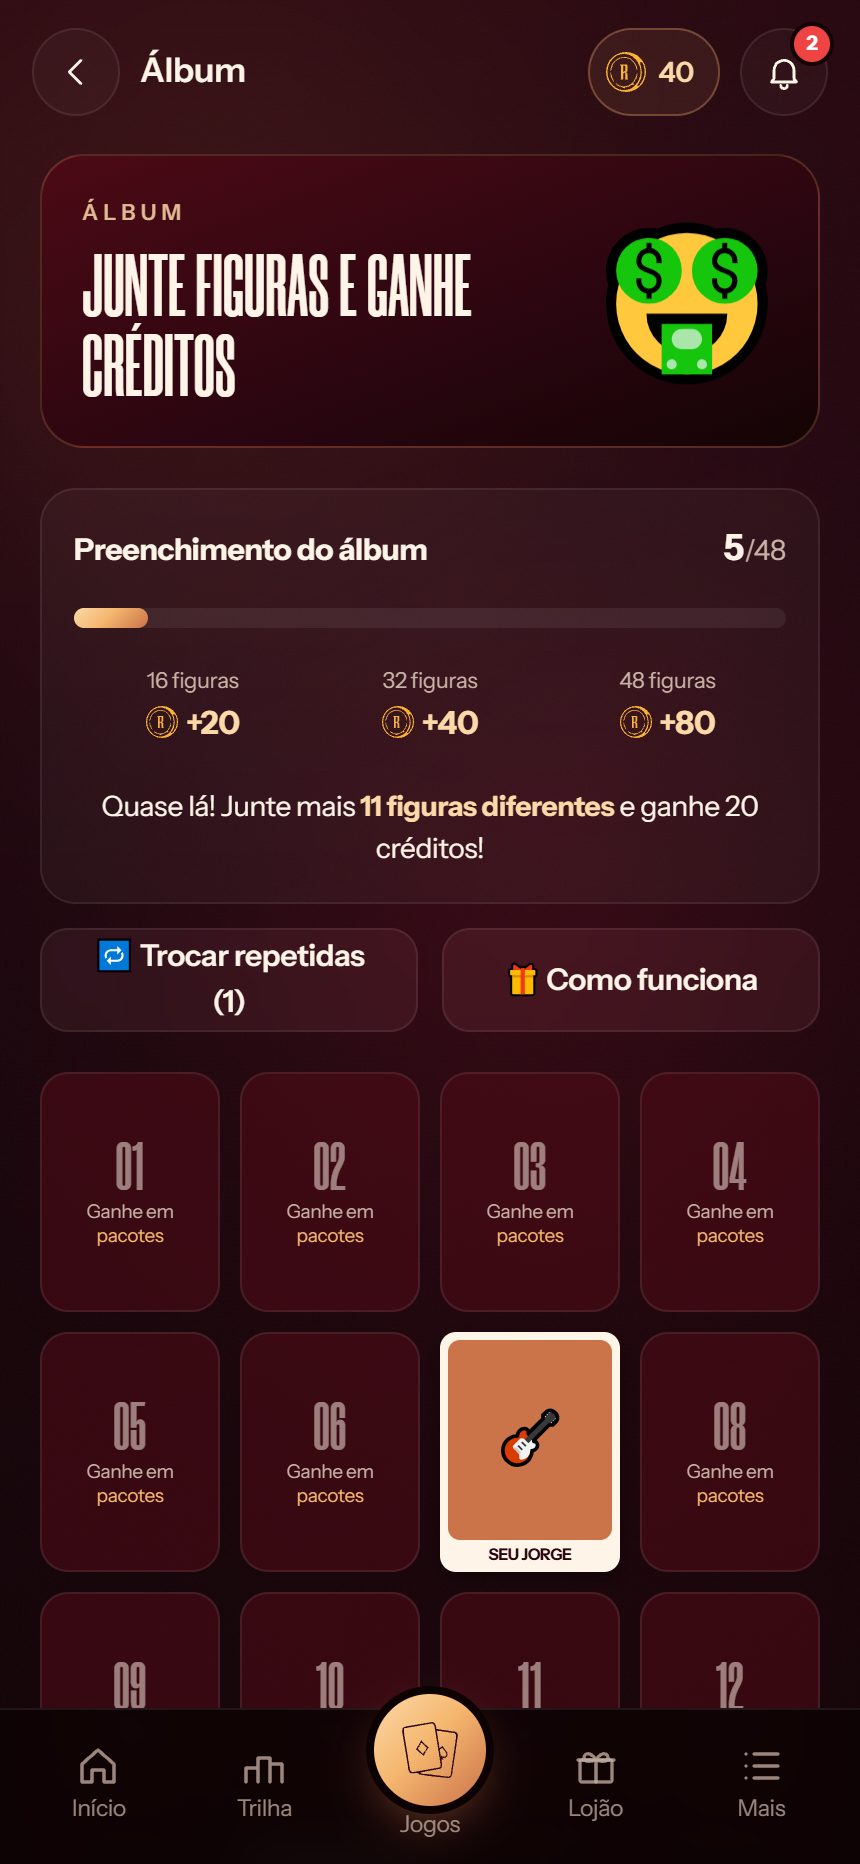 Álbum
R 40
2
ÁLBUM
JUNTE FIGURAS E GANHE
CRÉDITOS
Preenchimento do álbum
5/48
16 figuras
32 figuras
48 figuras
R +20
R +40
R +80
Quase lá! Junte mais 11 figuras diferentes e ganhe 20
créditos!
Trocar repetidas
(1)
Como funciona
01
Ganhe em
pacotes
02
Ganhe em
pacotes
03
Ganhe em
pacotes
04
Ganhe em
pacotes
05
Ganhe em
pacotes
06
Ganhe em
pacotes
SEU JORGE
08
Ganhe em
pacotes
09
10
11
12
Início
Trilha
Jogos
Lojão
Mais